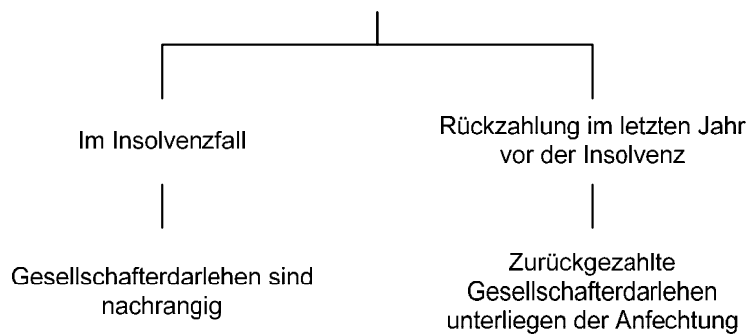 Im Insolvenzfall
Rückzahlung im letzten Jahr
vor der Insolvenz
Gesellschafterdarlehen sind
nachrangig
Zurückgezahlte
Gesellschafterdarlehen
unterliegen der Anfechtung